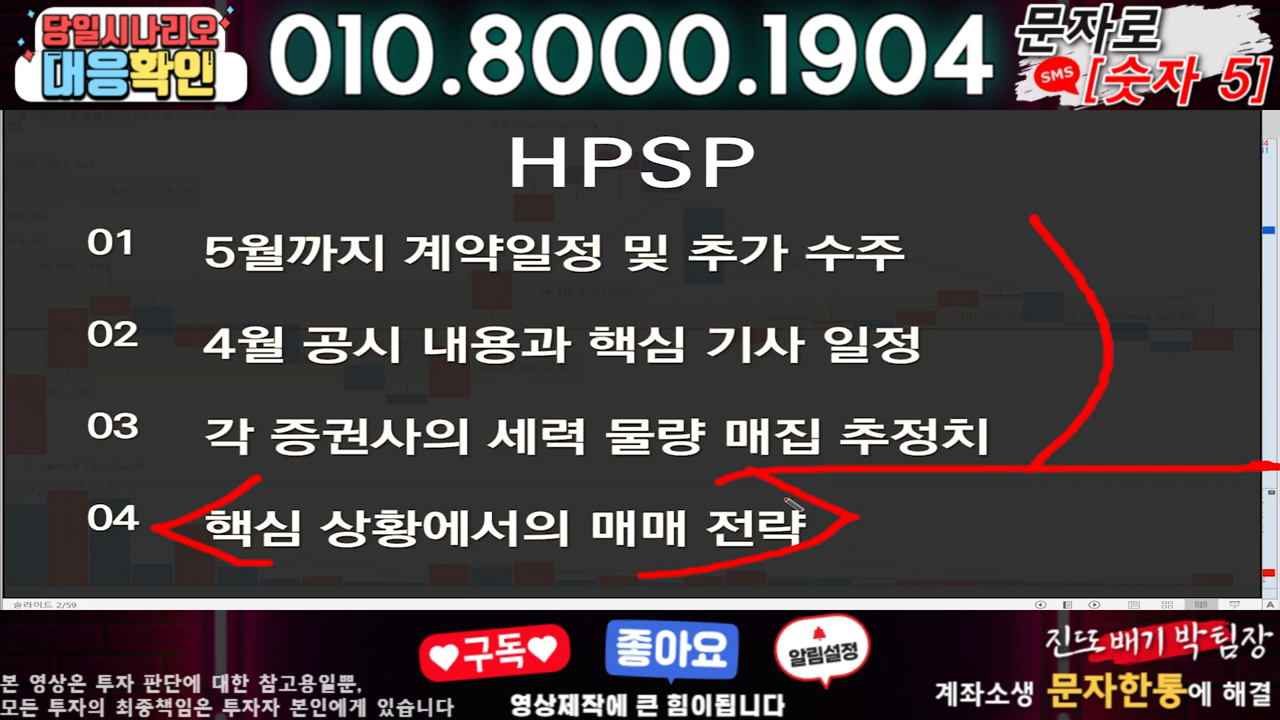 당일시나리오
대응확인
010.8000.1904
문자로
SMS [숫자 5]
HPSP
01 5월까지 계약일정 및 추가 수주
02 4월 공시 내용과 핵심 기사 일정
03 각 증권사의 세력 물량 매집 추정치
04 핵심 상황에서의 매매 전략
슬라이드 2/59
구독
좋아요
알림설정
영상제작에 큰 힘이됩니다
본 영상은 투자 판단에 대한 참고용일뿐,
모든 투자의 최종책임은 투자자 본인에게 있습니다
진또배기 박팀장
계좌소생 문자한통에 해결